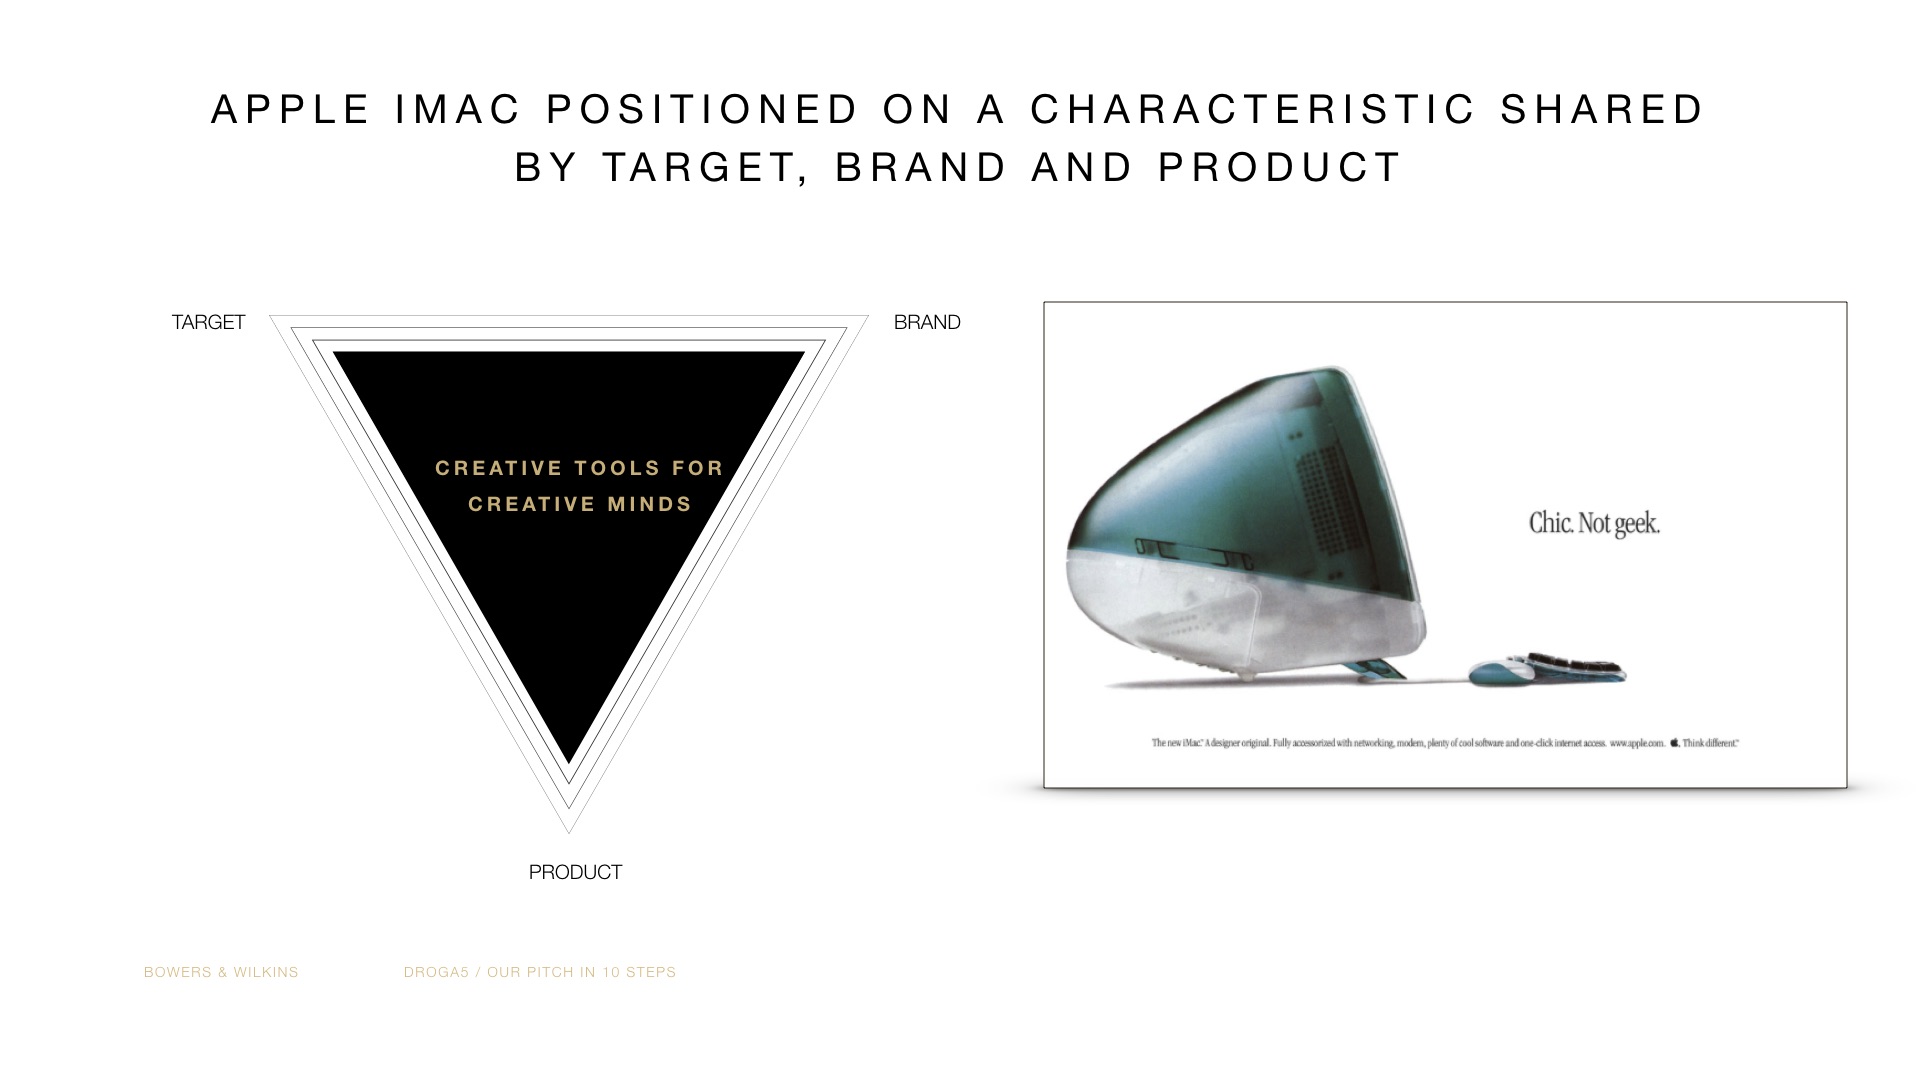 APPLE IMAC POSITIONED ON A CHARACTERISTIC SHARED
BY TARGET, BRAND AND PRODUCT
TARGET
BRAND
CREATIVE TOOLS FOR
CREATIVE MINDS
PRODUCT
Chic. Not geek.
The new iMac.™ A designer original. Fully accessorized with networking, modem, plenty of cool software and one-click internet access. www.apple.com. Think different.™
BOWERS & WILKINS
DROGA5 / OUR PITCH IN 10 STEPS